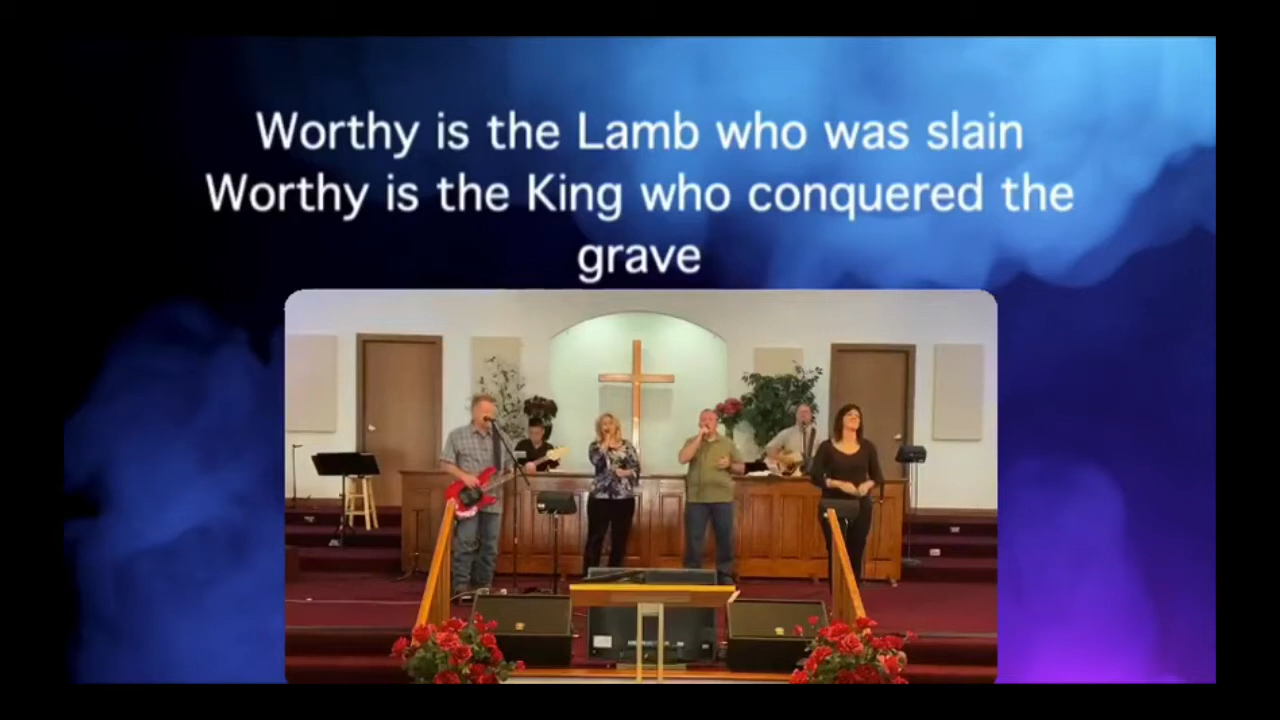 Worthy is the Lamb who was slain
Worthy is the King who conquered the
grave